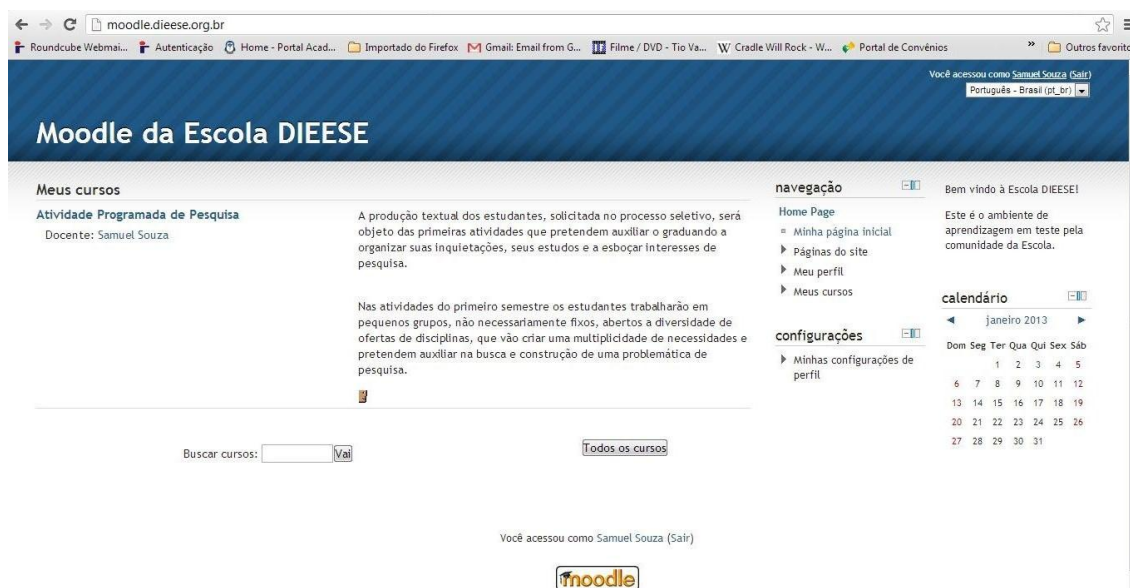 moodle.dieese.org.br
Roundcube Webmai... Autenticação Home - Portal Acad... Importado do Firefox Gmail: Email from G... Filme / DVD - Tio Va... Cradle Will Rock - W... Portal de Convênios » Outros favorito
Você acessou como Samuel Souza (Sair)
Português - Brasil (pt_br)
Moodle da Escola DIEESE
Meus cursos
Atividade Programada de Pesquisa
Docente: Samuel Souza
A produção textual dos estudantes, solicitada no processo seletivo, será
objeto das primeiras atividades que pretendem auxiliar o graduando a
organizar suas inquietações, seus estudos e a esboçar interesses de
pesquisa.
Nas atividades do primeiro semestre os estudantes trabalharão em
pequenos grupos, não necessariamente fixos, abertos a diversidade de
ofertas de disciplinas, que vão criar uma multiplicidade de necessidades e
pretendem auxiliar na busca e construção de uma problemática de
pesquisa.
Buscar cursos: Vai
Todos os cursos
navegação
Home Page
Minha página inicial
Páginas do site
Meu perfil
Meus cursos
configurações
Minhas configurações de
perfil
Bem vindo à Escola DIEESE!
Este é o ambiente de
aprendizagem em teste pela
comunidade da Escola.
calendário
janeiro 2013
Dom Seg Ter Qua Qui Sex Sáb
1 2 3 4 5
6 7 8 9 10 11 12
13 14 15 16 17 18 19
20 21 22 23 24 25 26
27 28 29 30 31
Você acessou como Samuel Souza (Sair)
moodle